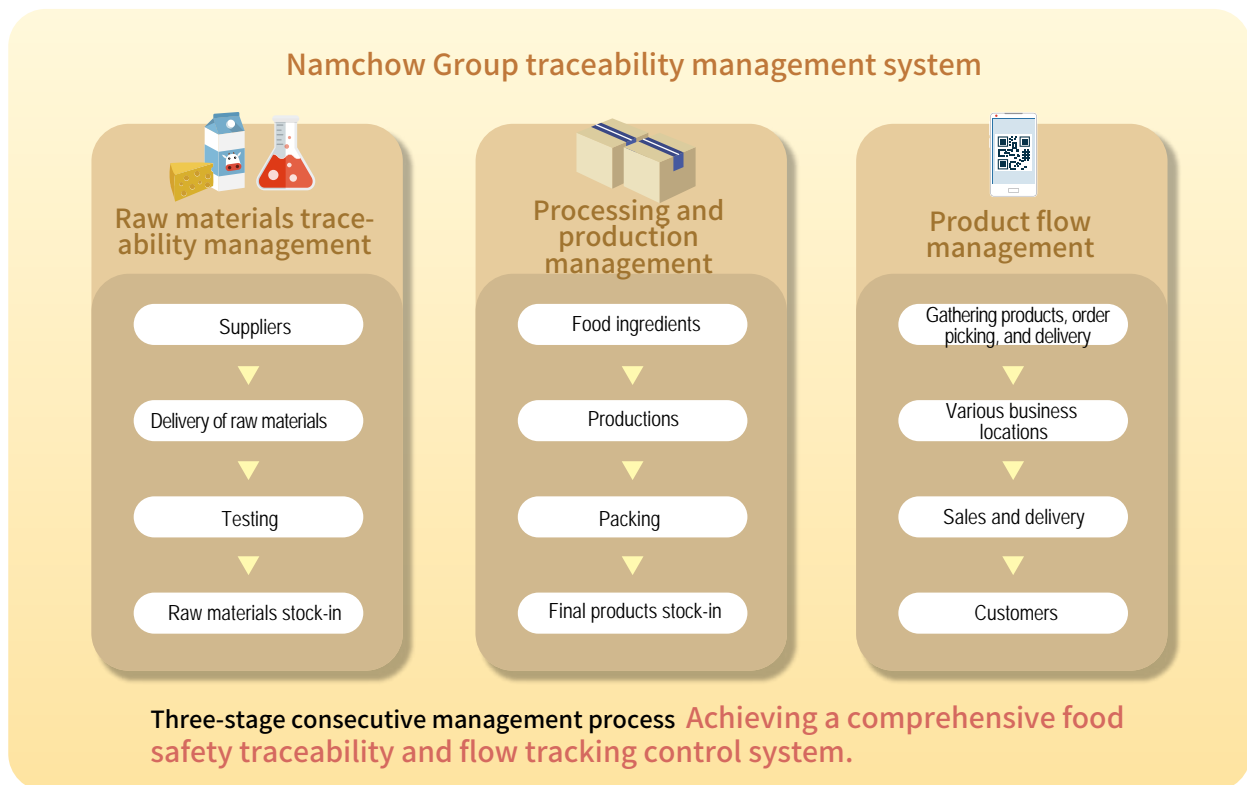 Namchow Group traceability management system
Raw materials trace-
ability management
Suppliers
Delivery of raw materials
Testing
Raw materials stock-in
Processing and
production
management
Food ingredients
Productions
Packing
Final products stock-in
Product flow
management
Gathering products, order
picking, and delivery
Various business
locations
Sales and delivery
Customers
Three-stage consecutive management process Achieving a comprehensive food
safety traceability and flow tracking control system.